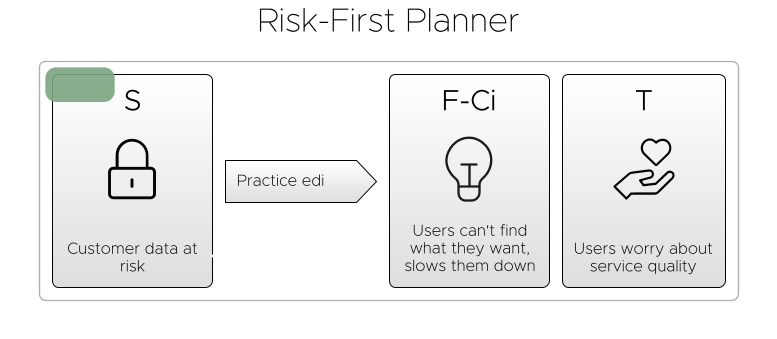 Risk-First Planner
S
Customer data at
risk
Practice edi
F-Ci
Users can't find
what they want,
slows them down
T
Users worry about
service quality